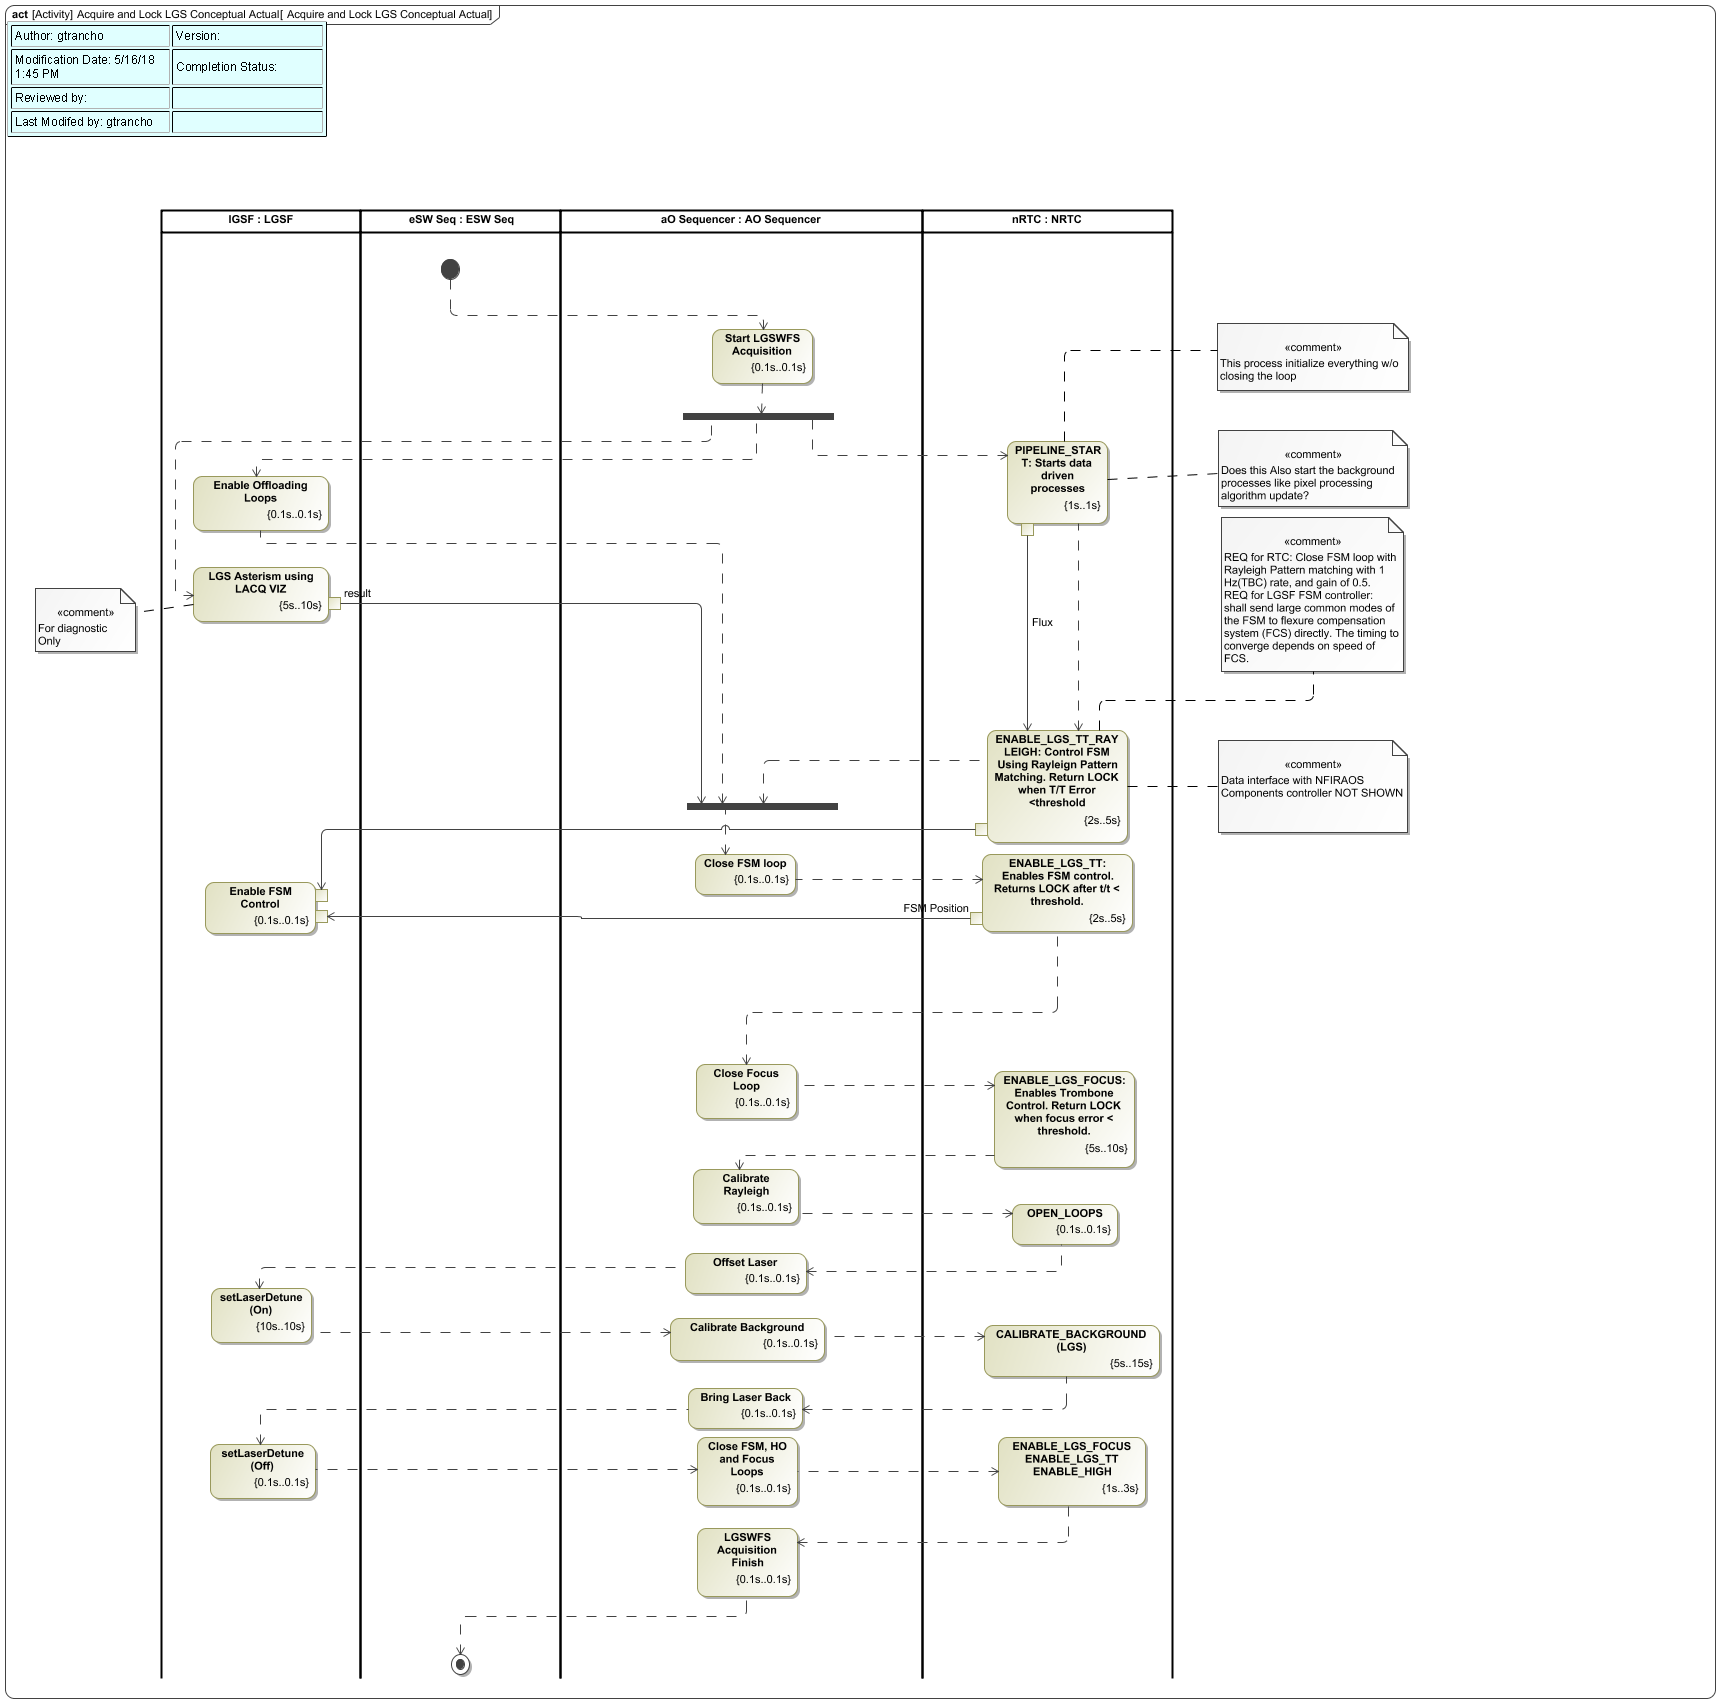 act [Activity] Acquire and Lock LGS Conceptual Actual[ Acquire and Lock LGS Conceptual Actual]
Author: gtrancho
Version:
Modification Date: 5/16/18
1:45 PM
Completion Status:
Reviewed by:
Last Modifed by: gtrancho
lGSF : LGSF
eSW Seq : ESW Seq
aO Sequencer : AO Sequencer
nRTC : NRTC
Start LGSWFS
Acquisition
{0.1s..0.1s}
«comment»
This process initialize everything w/o
closing the loop
PIPELINE_STAR
T: Starts data
driven
processes
{1s..1s}
«comment»
Does this Also start the background
processes like pixel processing
algorithm update?
Enable Offloading
Loops
{0.1s..0.1s}
«comment»
REQ for RTC: Close FSM loop with
Rayleigh Pattern matching with 1
Hz(TBC) rate, and gain of 0.5.
REQ for LGSF FSM controller:
shall send large common modes of
the FSM to flexure compensation
system (FCS) directly. The timing to
converge depends on speed of
FCS.
LGS Asterism using
LACQ VIZ
{5s..10s}
result
«comment»
For diagnostic
Only
Flux
ENABLE_LGS_TT_RAY
LEIGH: Control FSM
Using Rayleign Pattern
Matching. Return LOCK
when T/T Error
<threshold
{2s..5s}
«comment»
Data interface with NFIRAOS
Components controller NOT SHOWN
Close FSM loop
{0.1s..0.1s}
ENABLE_LGS_TT:
Enables FSM control.
Returns LOCK after t/t <
threshold.
{2s..5s}
Enable FSM
Control
{0.1s..0.1s}
FSM Position
Close Focus
Loop
{0.1s..0.1s}
ENABLE_LGS_FOCUS:
Enables Trombone
Control. Return LOCK
when focus error <
threshold.
{5s..10s}
Calibrate
Rayleigh
{0.1s..0.1s}
OPEN_LOOPS
{0.1s..0.1s}
Offset Laser
{0.1s..0.1s}
setLaserDetune
(On)
{10s..10s}
Calibrate Background
{0.1s..0.1s}
CALIBRATE_BACKGROUND
(LGS)
{5s..15s}
Bring Laser Back
{0.1s..0.1s}
setLaserDetune
(Off)
{0.1s..0.1s}
Close FSM, HO
and Focus
Loops
{0.1s..0.1s}
ENABLE_LGS_FOCUS
ENABLE_LGS_TT
ENABLE_HIGH
{1s..3s}
LGSWFS
Acquisition
Finish
{0.1s..0.1s}